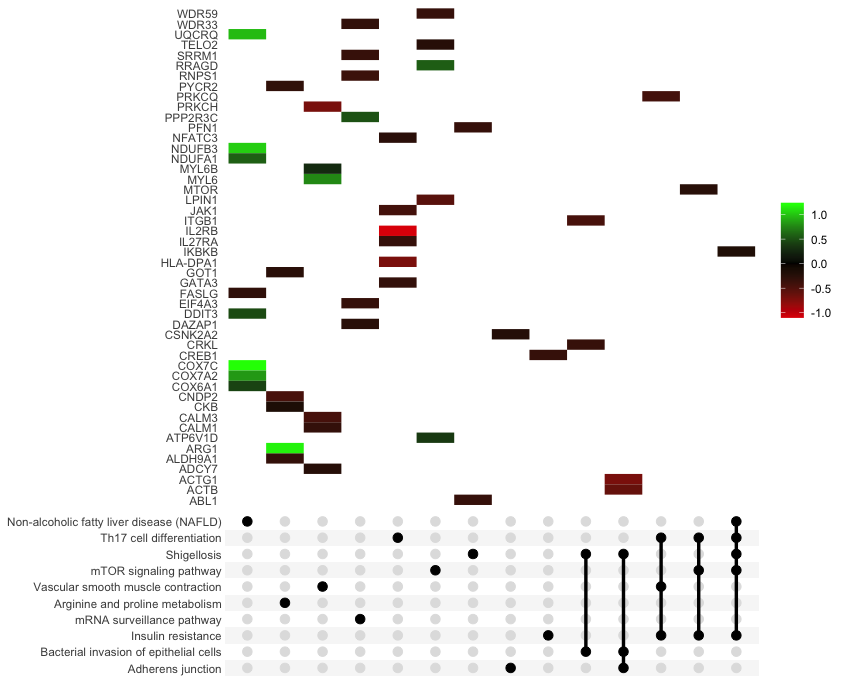 WDR59
WDR33
UQCRQ
TELO2
SRRM1
RRAGD
RNPS1
PYCR2
PRKCQ
PRKCH
PPP2R3C
PFN1
NFATC3
NDUFB3
NDUFA1
MYL6B
MYL6
MTOR
LPIN1
JAK1
ITGB1
IL2RB
IL27RA
IKBKB
HLA-DPA1
GOT1
GATA3
FASLG
EIF4A3
DDIT3
DAZAP1
CSNK2A2
CRKL
CREB1
COX7C
COX7A2
COX6A1
CNDP2
CKB
CALM3
CALM1
ATP6V1D
ARG1
ALDH9A1
ADCY7
ACTG1
ACTB
ABL1
1.0
0.5
0.0
-0.5
-1.0
Non-alcoholic fatty liver disease (NAFLD)
Th17 cell differentiation
Shigellosis
mTOR signaling pathway
Vascular smooth muscle contraction
Arginine and proline metabolism
mRNA surveillance pathway
Insulin resistance
Bacterial invasion of epithelial cells
Adherens junction